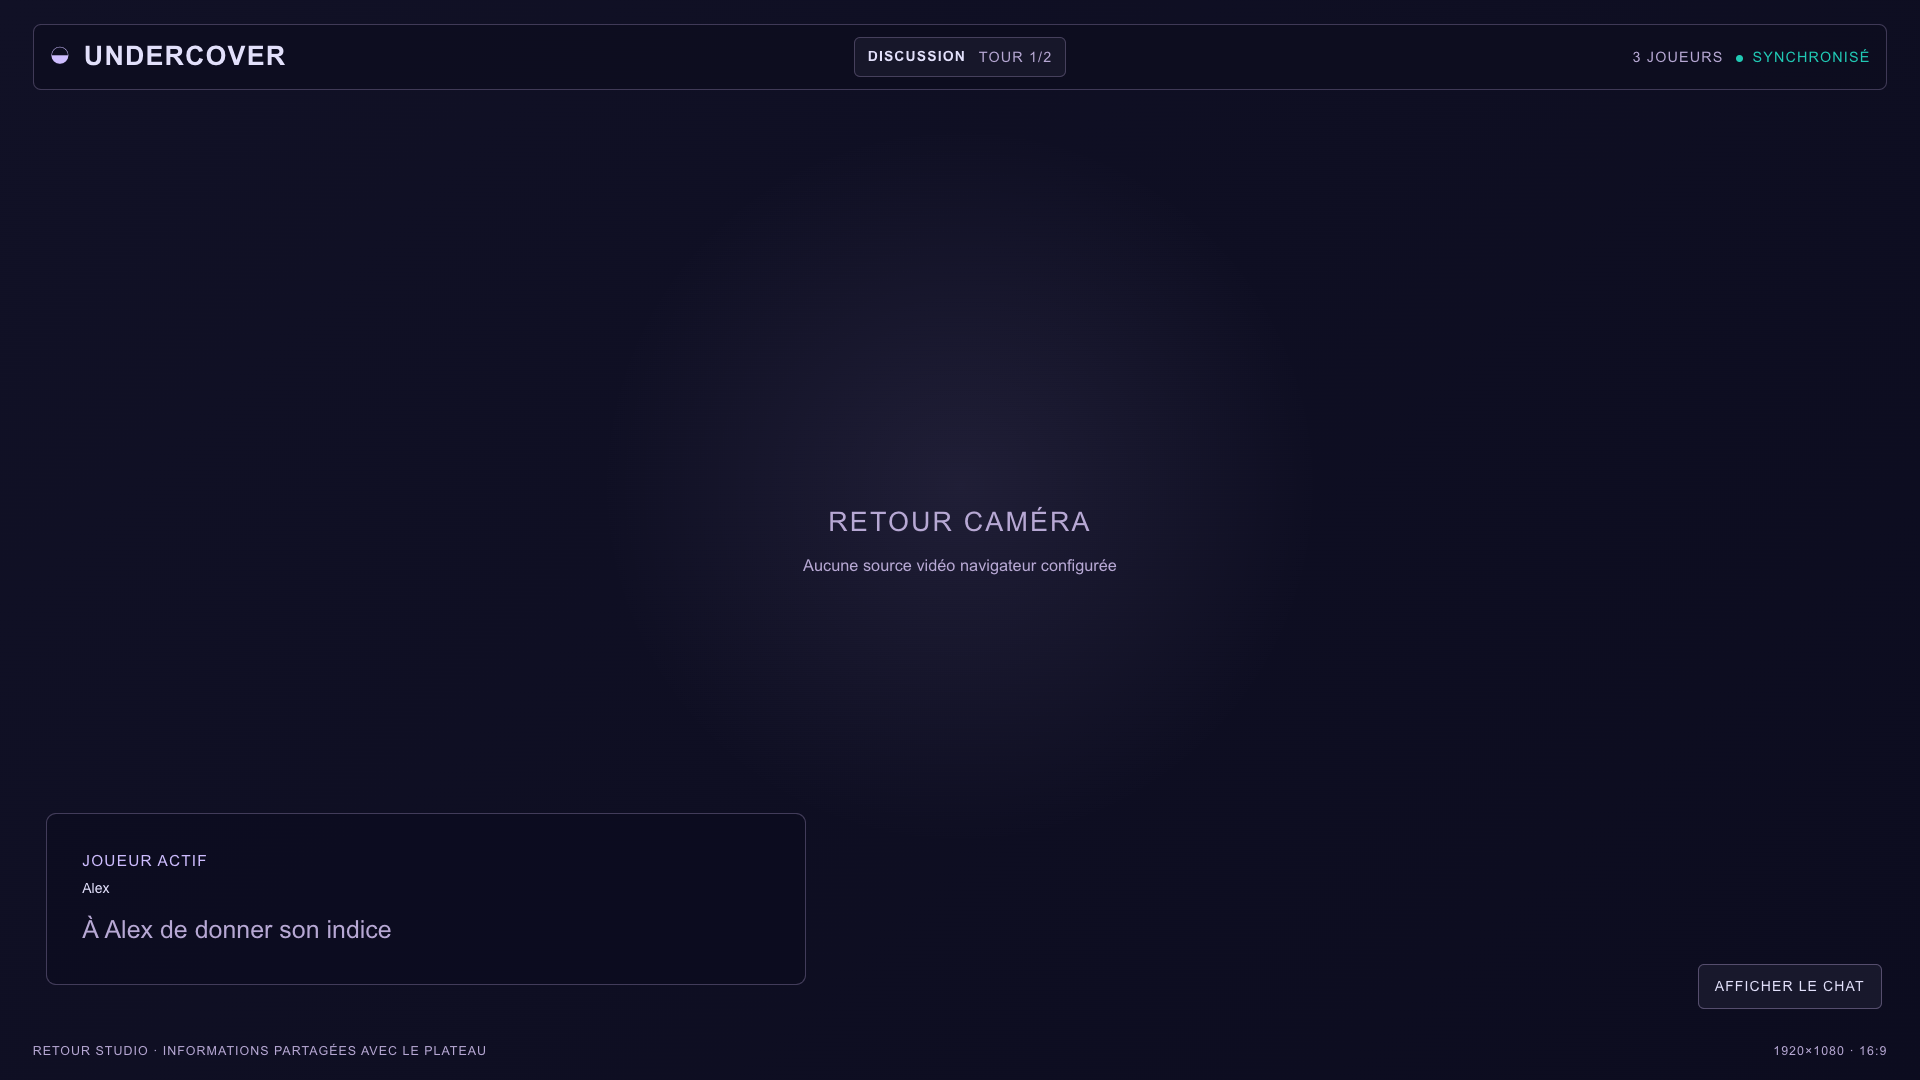 UNDERCOVER
DISCUSSION TOUR 1/2
3 JOUEURS SYNCHRONISÉ
RETOUR CAMÉRA
Aucune source vidéo navigateur configurée
JOUEUR ACTIF
Alex
À Alex de donner son indice
AFFICHER LE CHAT
RETOUR STUDIO · INFORMATIONS PARTAGÉES AVEC LE PLATEAU
1920×1080 · 16:9